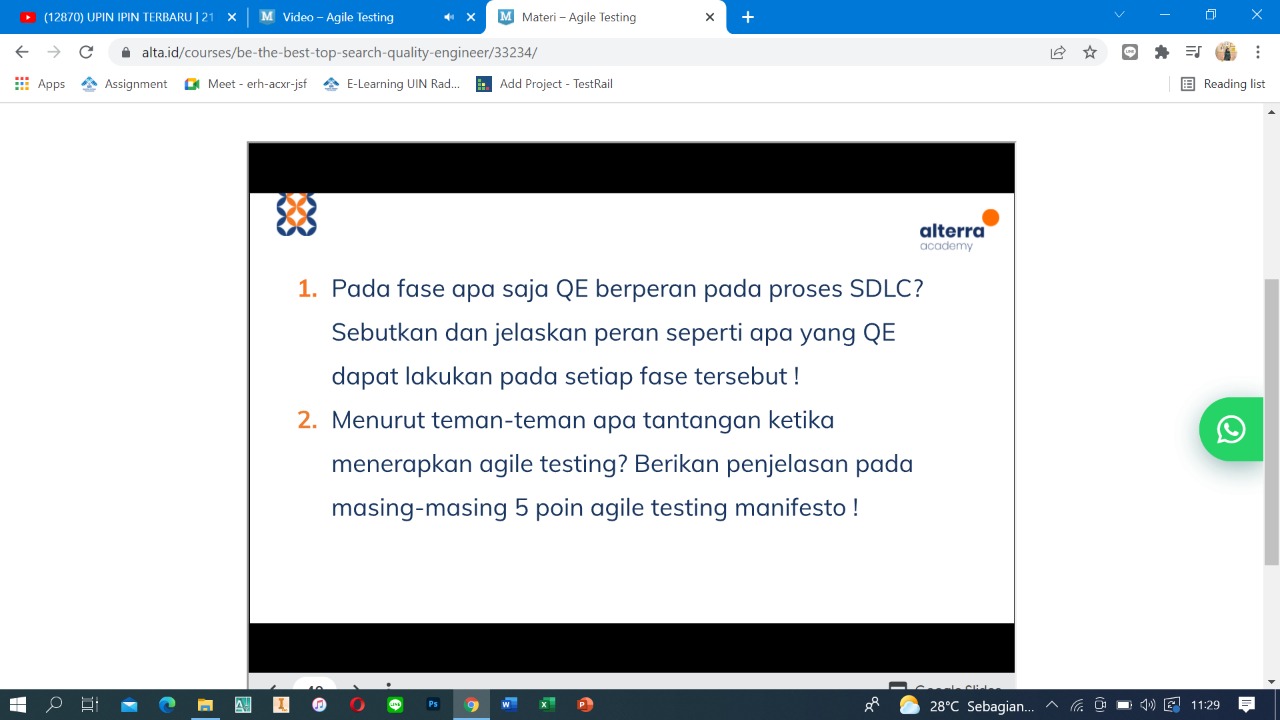 (12870) UPIN IPIN TERBARU | 21
Video – Agile Testing
Materi – Agile Testing
alta.id/courses/be-the-best-top-search-quality-engineer/33234/
Apps
Assignment
Meet - erh-acxr-jsf
E-Learning UIN Rad...
Add Project - TestRail
Reading list
alterra
academy
1. Pada fase apa saja QE berperan pada proses SDLC?
Sebutkan dan jelaskan peran seperti apa yang QE
dapat lakukan pada setiap fase tersebut !
2. Menurut teman-teman apa tantangan ketika
menerapkan agile testing? Berikan penjelasan pada
masing-masing 5 poin agile testing manifesto !
Google Slides
28°C Sebagian...
11:29